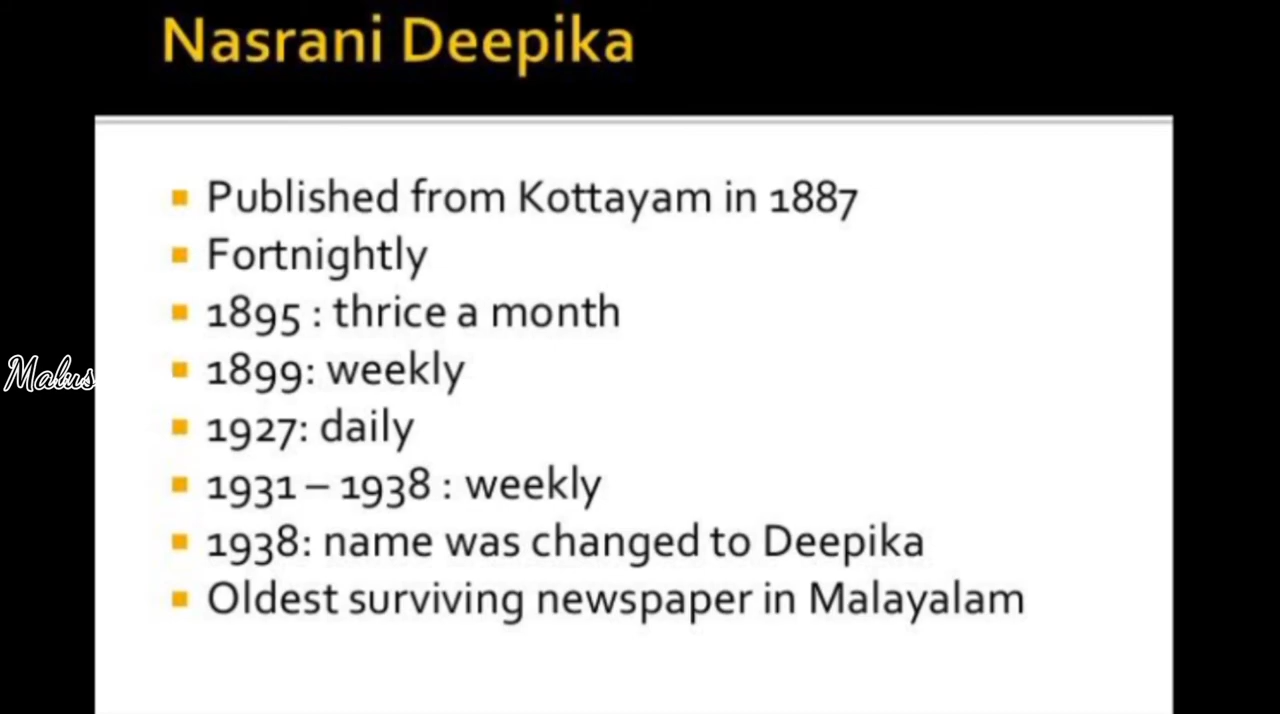 Nasrani Deepika
Published from Kottayam in 1887
Fortnightly
1895 : thrice a month
1899: weekly
Malus
1927: daily
1931 – 1938 : weekly
1938: name was changed to Deepika
Oldest surviving newspaper in Malayalam